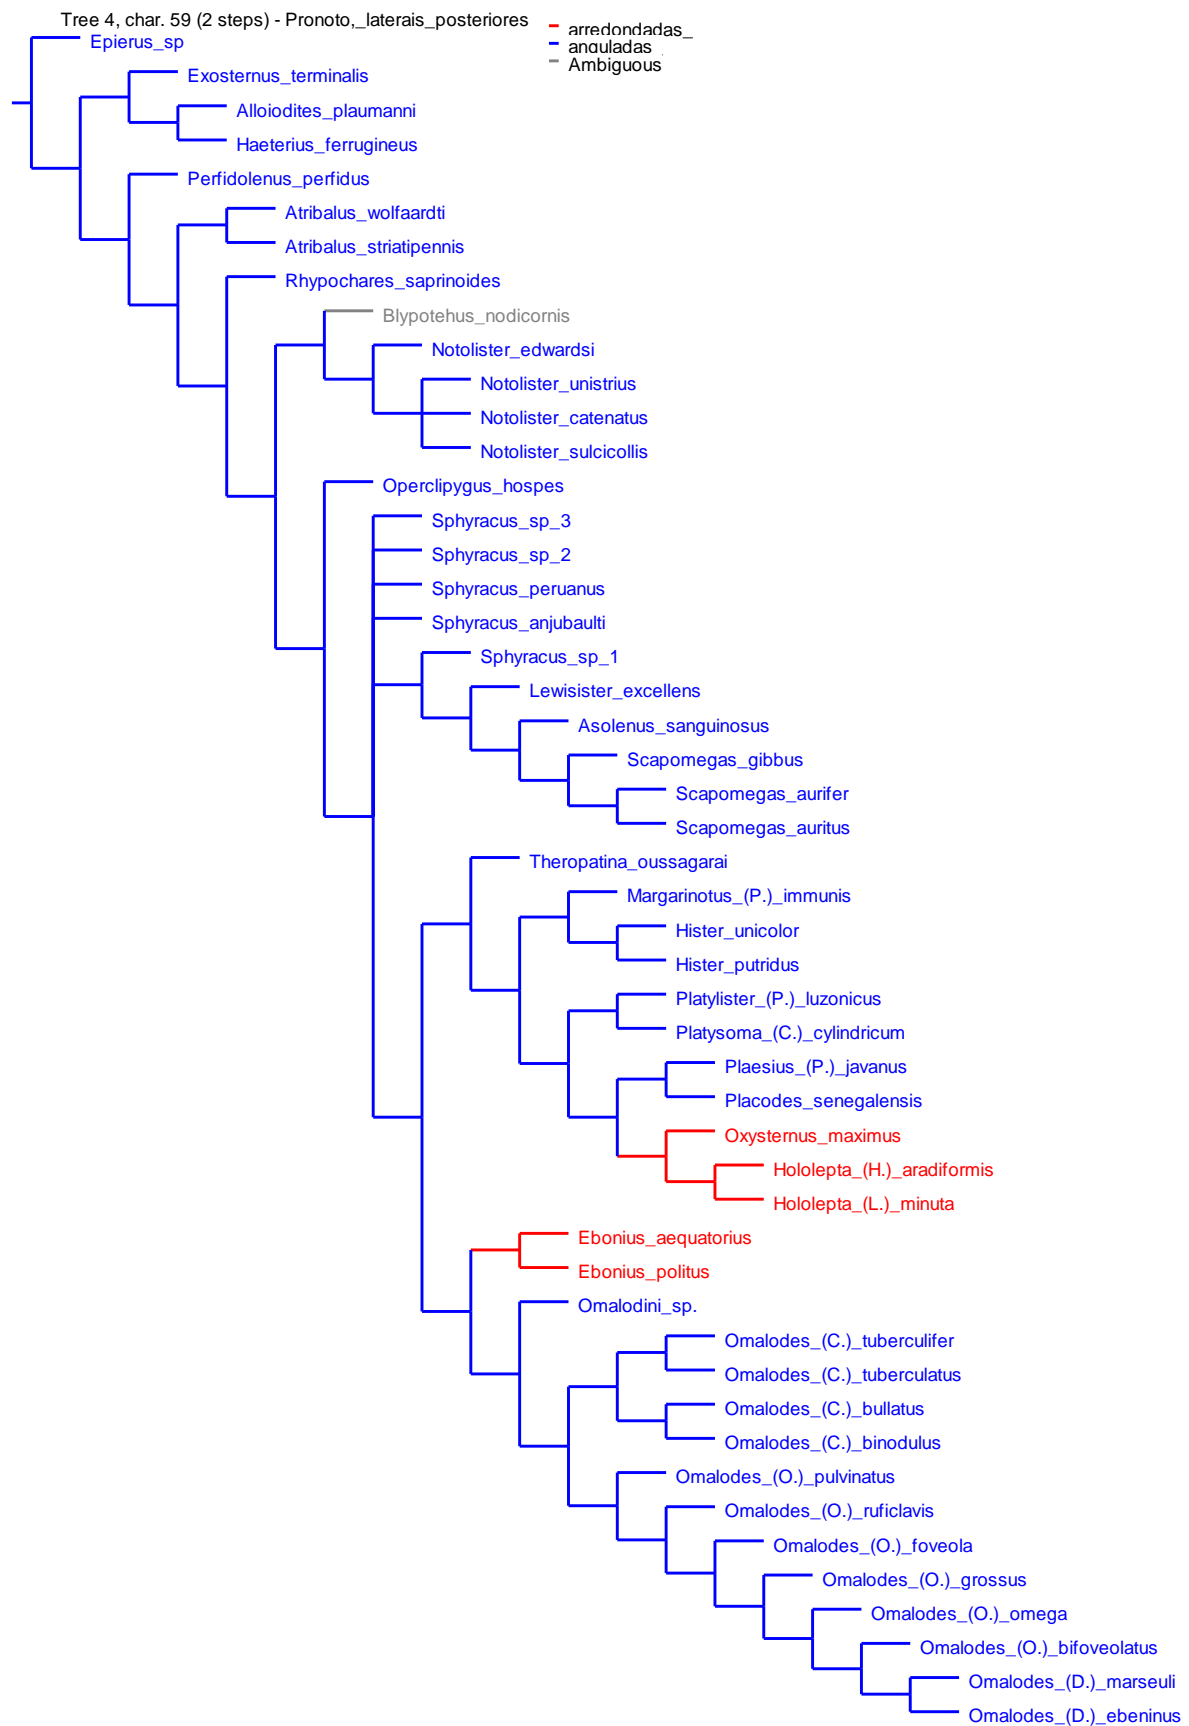 Tree 4, char. 59 (2 steps) - Pronoto,_laterais_posteriores
arredondadas_
anguladas
Ambiguous
Epierus_sp
Exosternus_terminalis
Alloiodites_plaumanni
Haeterius_ferrugineus
Perfidolenus_perfidus
Atribalus_wolfaardti
Atribalus_striatipennis
Rhypochares_saprinoides
Blypotehus_nodicornis
Notolister_edwardsi
Notolister_unistrius
Notolister_catenatus
Notolister_sulcicollis
Operclipygus_hospes
Sphyracus_sp_3
Sphyracus_sp_2
Sphyracus_peruanus
Sphyracus_anjubaulti
Sphyracus_sp_1
Lewisister_excellens
Asolenus_sanguinosus
Scapomegas_gibbus
Scapomegas_aurifer
Scapomegas_auritus
Theropatina_oussagarai
Margarinotus_(P.)_immunis
Hister_unicolor
Hister_putridus
Platylister_(P.)_luzonicus
Platysoma_(C.)_cylindricum
Plaesius_(P.)_javanus
Placodes_senegalensis
Oxysternus_maximus
Hololepta_(H.)_aradiformis
Hololepta_(L.)_minuta
Ebonius_aequatorius
Ebonius_politus
Omalodini_sp.
Omalodes_(C.)_tuberculifer
Omalodes_(C.)_tuberculatus
Omalodes_(C.)_bullatus
Omalodes_(C.)_binodulus
Omalodes_(O.)_pulvinatus
Omalodes_(O.)_ruficlavis
Omalodes_(O.)_foveola
Omalodes_(O.)_grossus
Omalodes_(O.)_omega
Omalodes_(O.)_bifoveolatus
Omalodes_(D.)_marseuli
Omalodes_(D.)_ebeninus